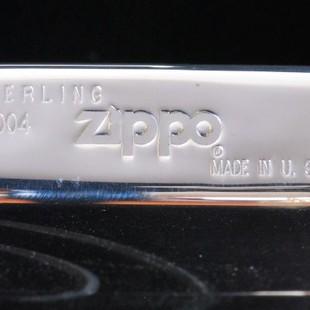 ERLING
004 Zippo
®
MADE IN U. S